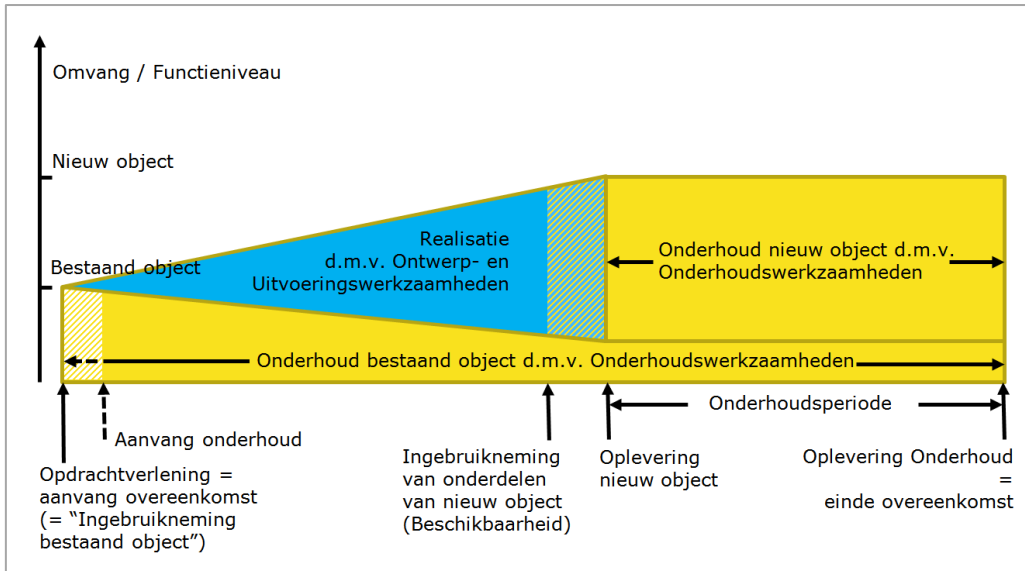 Omvang / Functieniveau
Nieuw object
Bestaand object
Realisatie
d.m.v. Ontwerp- en
Uitvoeringswerkzaamheden
Onderhoud nieuw object d.m.v.
Onderhoudswerkzaamheden
Onderhoud bestaand object d.m.v. Onderhoudswerkzaamheden
Onderhoudsperiode
Aanvang onderhoud
Opdrachtverlening =
aanvang overeenkomst
(= “Ingebruikneming
bestaand object”)
Ingebruikneming
van onderdelen
van nieuw object
(Beschikbaarheid)
Oplevering
nieuw object
Oplevering Onderhoud
=
einde overeenkomst